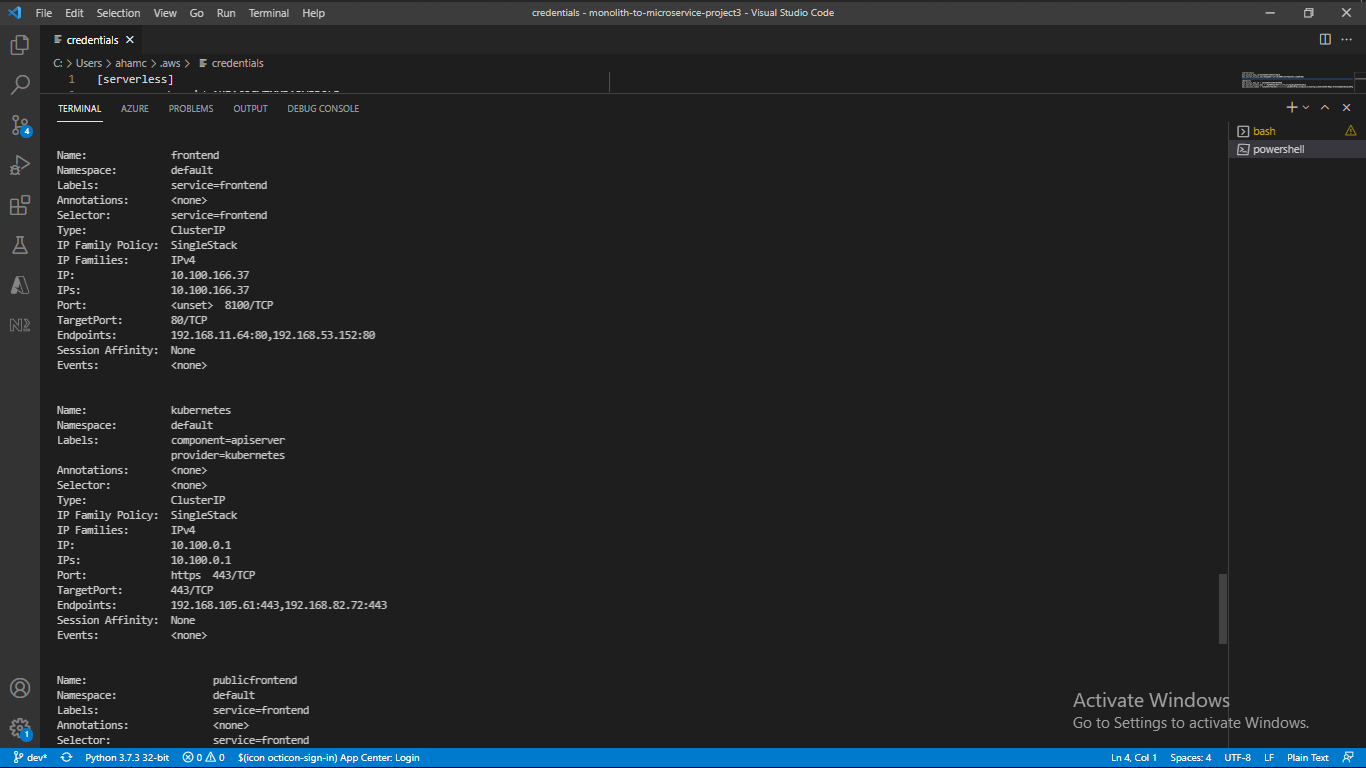 File Edit Selection View Go Run Terminal Help credentials - monolith-to-microservice-project3 - Visual Studio Code
credentials
C: > Users > ahamc > .aws > credentials
1 [serverless]
TERMINAL AZURE PROBLEMS OUTPUT DEBUG CONSOLE
bash
powershell
Name: frontend
Namespace: default
Labels: service=frontend
Annotations: <none>
Selector: service=frontend
Type: ClusterIP
IP Family Policy: SingleStack
IP Families: IPv4
IP: 10.100.166.37
IPs: 10.100.166.37
Port: <unset> 8100/TCP
TargetPort: 80/TCP
Endpoints: 192.168.11.64:80,192.168.53.152:80
Session Affinity: None
Events: <none>
Name: kubernetes
Namespace: default
Labels: component=apiserver
provider=kubernetes
Annotations: <none>
Selector: <none>
Type: ClusterIP
IP Family Policy: SingleStack
IP Families: IPv4
IP: 10.100.0.1
IPs: 10.100.0.1
Port: https 443/TCP
TargetPort: 443/TCP
Endpoints: 192.168.105.61:443,192.168.82.72:443
Session Affinity: None
Events: <none>
Name: publicfrontend
Namespace: default
Labels: service=frontend
Annotations: <none>
Selector: service=frontend
4
1
Activate Windows
Go to Settings to activate Windows.
dev* Python 3.7.3 32-bit 0 0 $(icon octicon-sign-in) App Center: Login Ln 4, Col 1 Spaces: 4 UTF-8 LF Plain Text